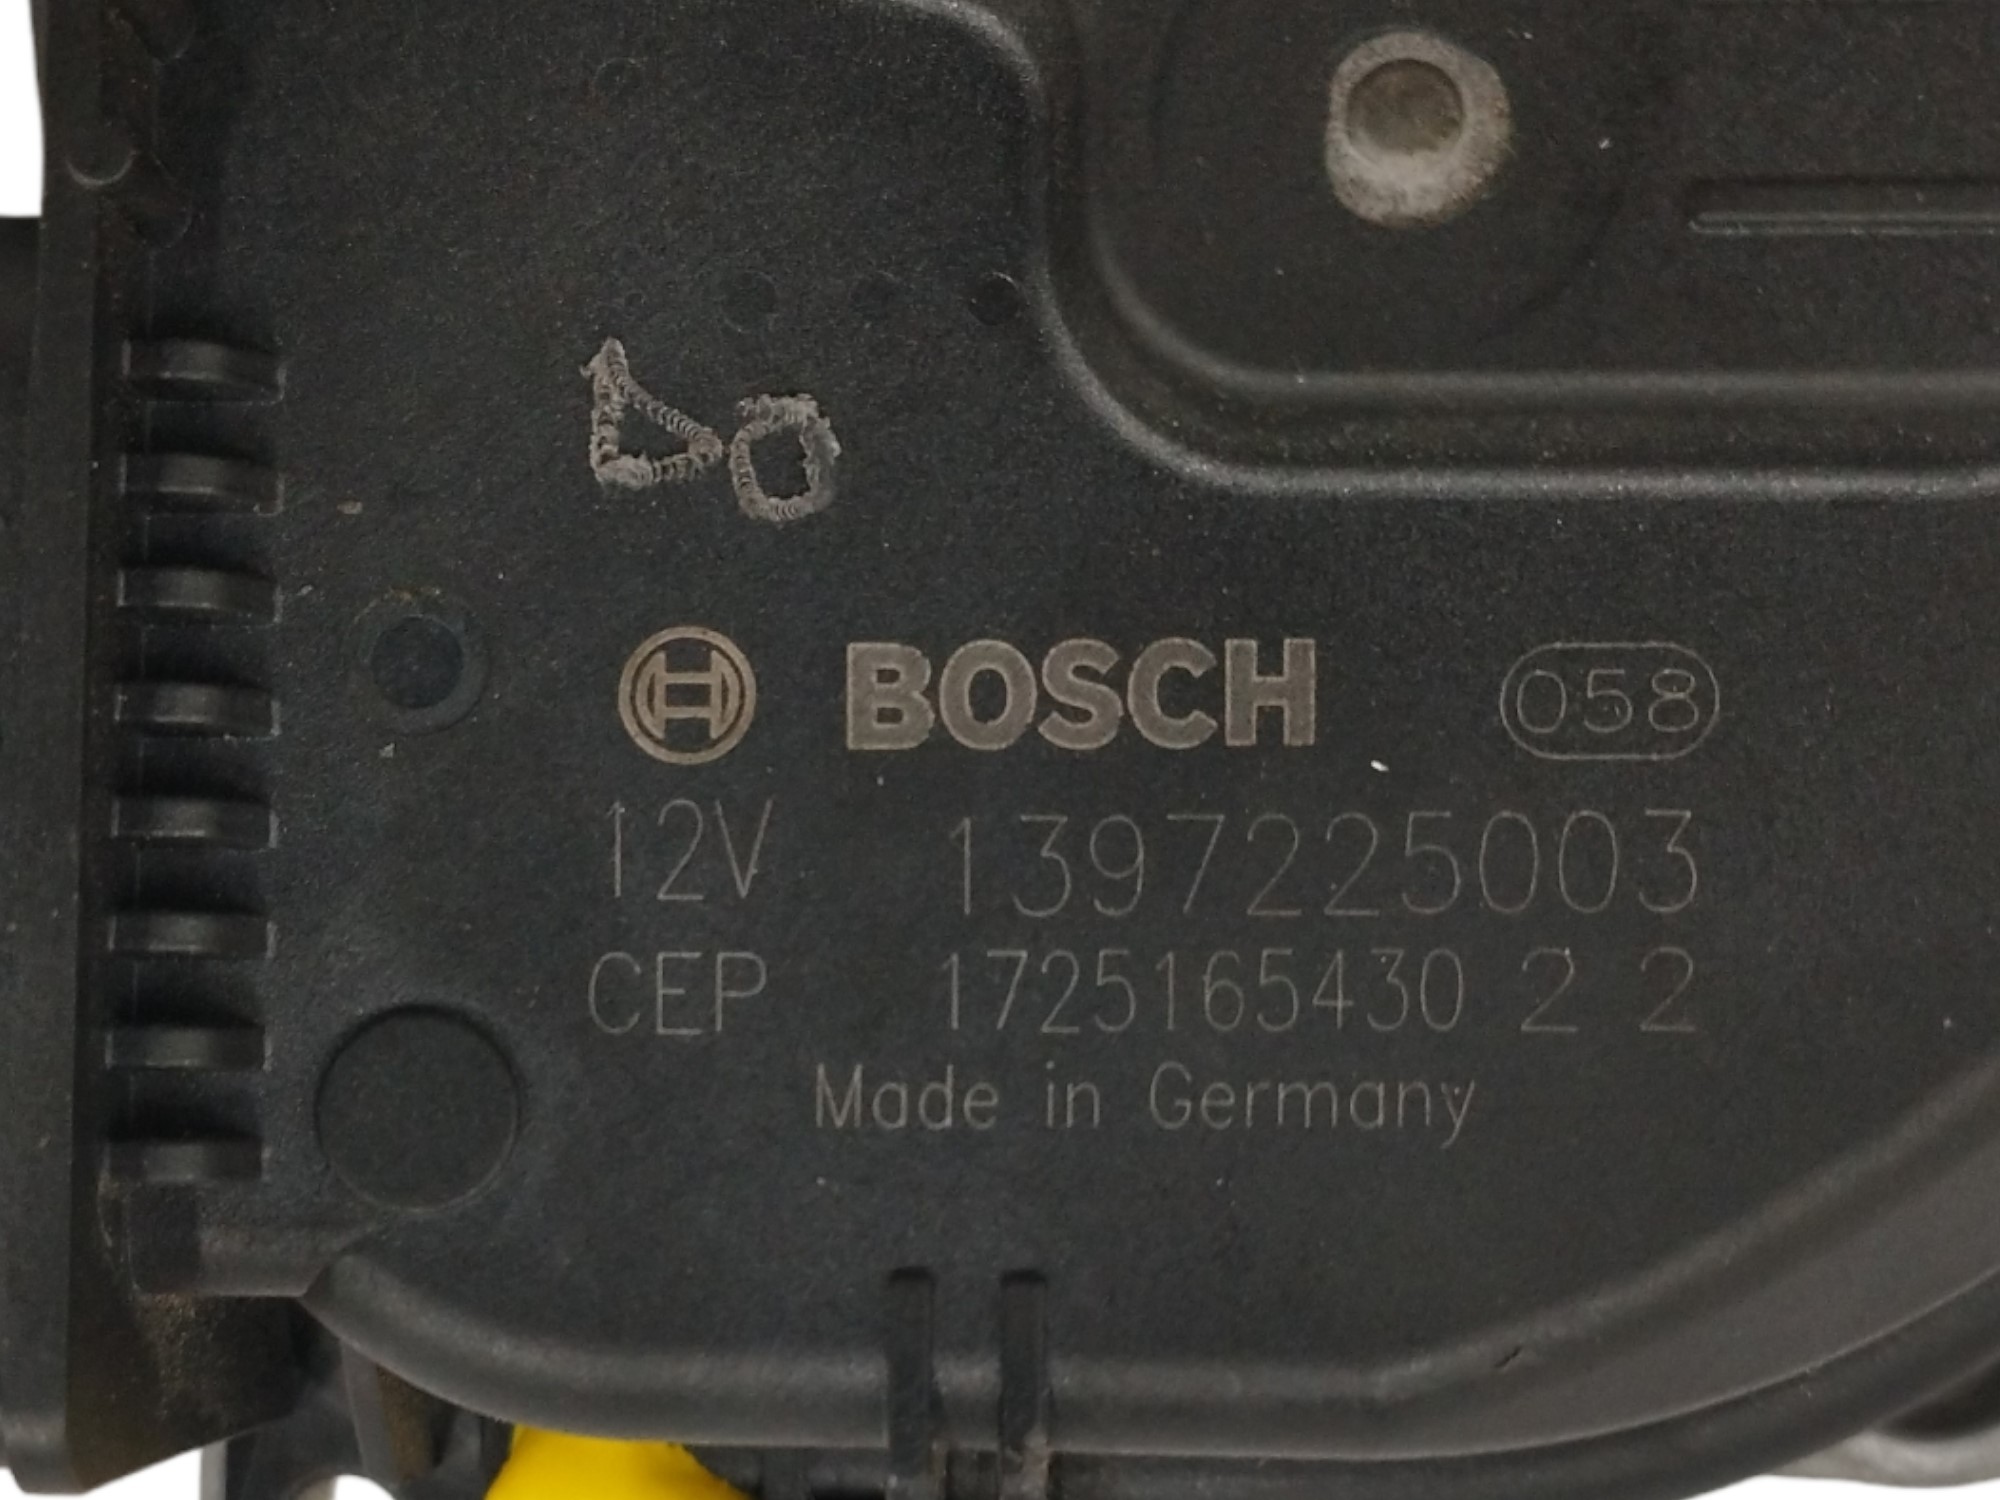 BOSCH 058
12V 1397225003
CEP 1725165430 2 2
Made in Germany